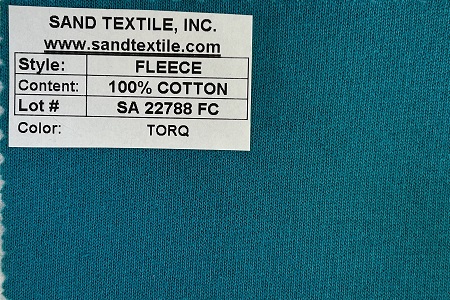 SAND TEXTILE, INC.
www.sandtextile.com
Style: FLEECE
Content: 100% COTTON
Lot # SA 22788 FC
Color: TORQ